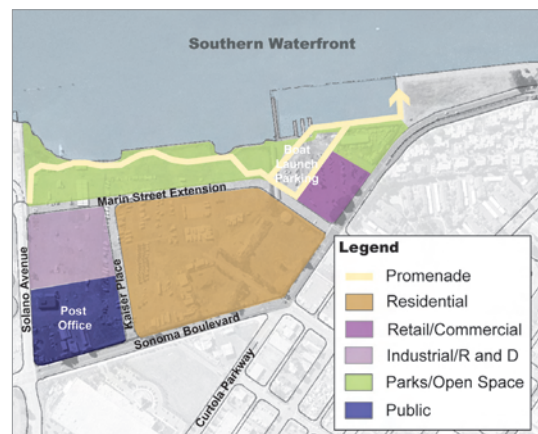 Southern Waterfront
Boat
Launch
Parking
Marin Street Extension
Solano Avenue
Kaiser Place
Post
Office
Sonoma Boulevard
Curtola Parkway
Legend
Promenade
Residential
Retail/Commercial
Industrial/R and D
Parks/Open Space
Public